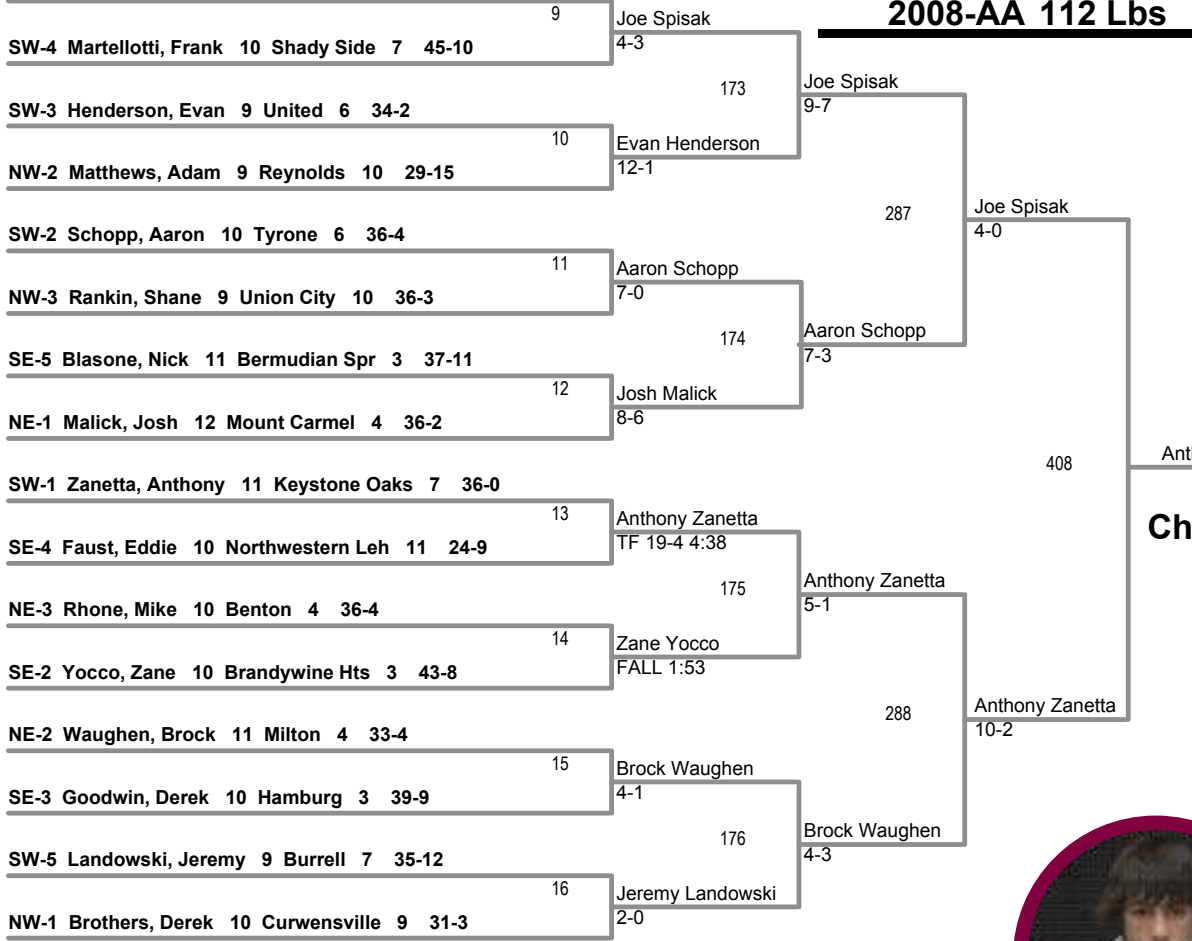 2008-AA 112 Lbs
9
Joe Spisak
4-3
SW-4 Martellotti, Frank 10 Shady Side 7 45-10
173
Joe Spisak
9-7
SW-3 Henderson, Evan 9 United 6 34-2
10
Evan Henderson
12-1
NW-2 Matthews, Adam 9 Reynolds 10 29-15
287
Joe Spisak
4-0
SW-2 Schopp, Aaron 10 Tyrone 6 36-4
11
Aaron Schopp
7-0
NW-3 Rankin, Shane 9 Union City 10 36-3
174
Aaron Schopp
7-3
SE-5 Blasone, Nick 11 Bermudian Spr 3 37-11
12
Josh Malick
8-6
NE-1 Malick, Josh 12 Mount Carmel 4 36-2
408
SW-1 Zanetta, Anthony 11 Keystone Oaks 7 36-0
13
Anthony Zanetta
TF 19-4 4:38
SE-4 Faust, Eddie 10 Northwestern Leh 11 24-9
175
Anthony Zanetta
5-1
NE-3 Rhone, Mike 10 Benton 4 36-4
14
Zane Yocco
FALL 1:53
SE-2 Yocco, Zane 10 Brandywine Hts 3 43-8
288
Anthony Zanetta
10-2
NE-2 Waughen, Brock 11 Milton 4 33-4
15
Brock Waughen
4-1
SE-3 Goodwin, Derek 10 Hamburg 3 39-9
176
Brock Waughen
4-3
SW-5 Landowski, Jeremy 9 Burrell 7 35-12
16
Jeremy Landowski
2-0
NW-1 Brothers, Derek 10 Curwensville 9 31-3